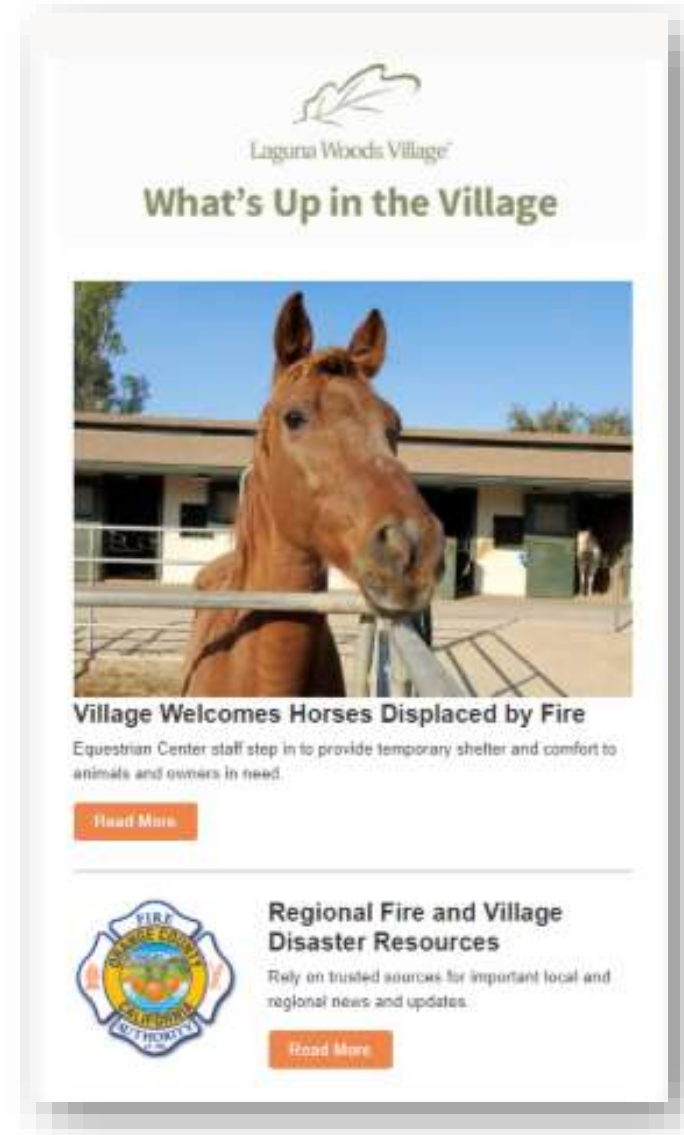 Laguna Woods Village
What's Up in the Village
Village Welcomes Horses Displaced by Fire
Equestrian Center staff step in to provide temporary shelter and comfort to
animals and owners in need.
Read More
FIRE
ORANGE COUNTY
CALIFORNIA
AUTHORITY
Regional Fire and Village
Disaster Resources
Rely on trusted sources for important local and
regional news and updates.
Read More